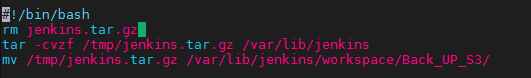 #!/bin/bash
rm jenkins.tar.gz
tar -cvzf /tmp/jenkins.tar.gz /var/lib/jenkins
mv /tmp/jenkins.tar.gz /var/lib/jenkins/workspace/Back_UP_S3/